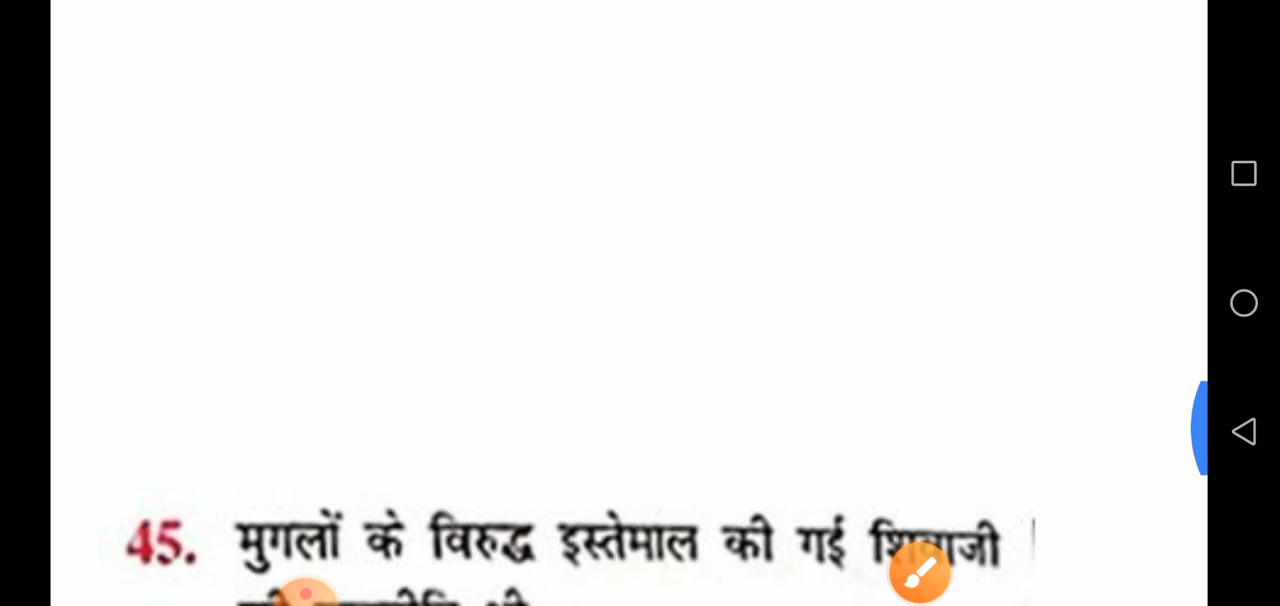 45. मुगलों के विरुद्ध इस्तेमाल की गई शिवाजी